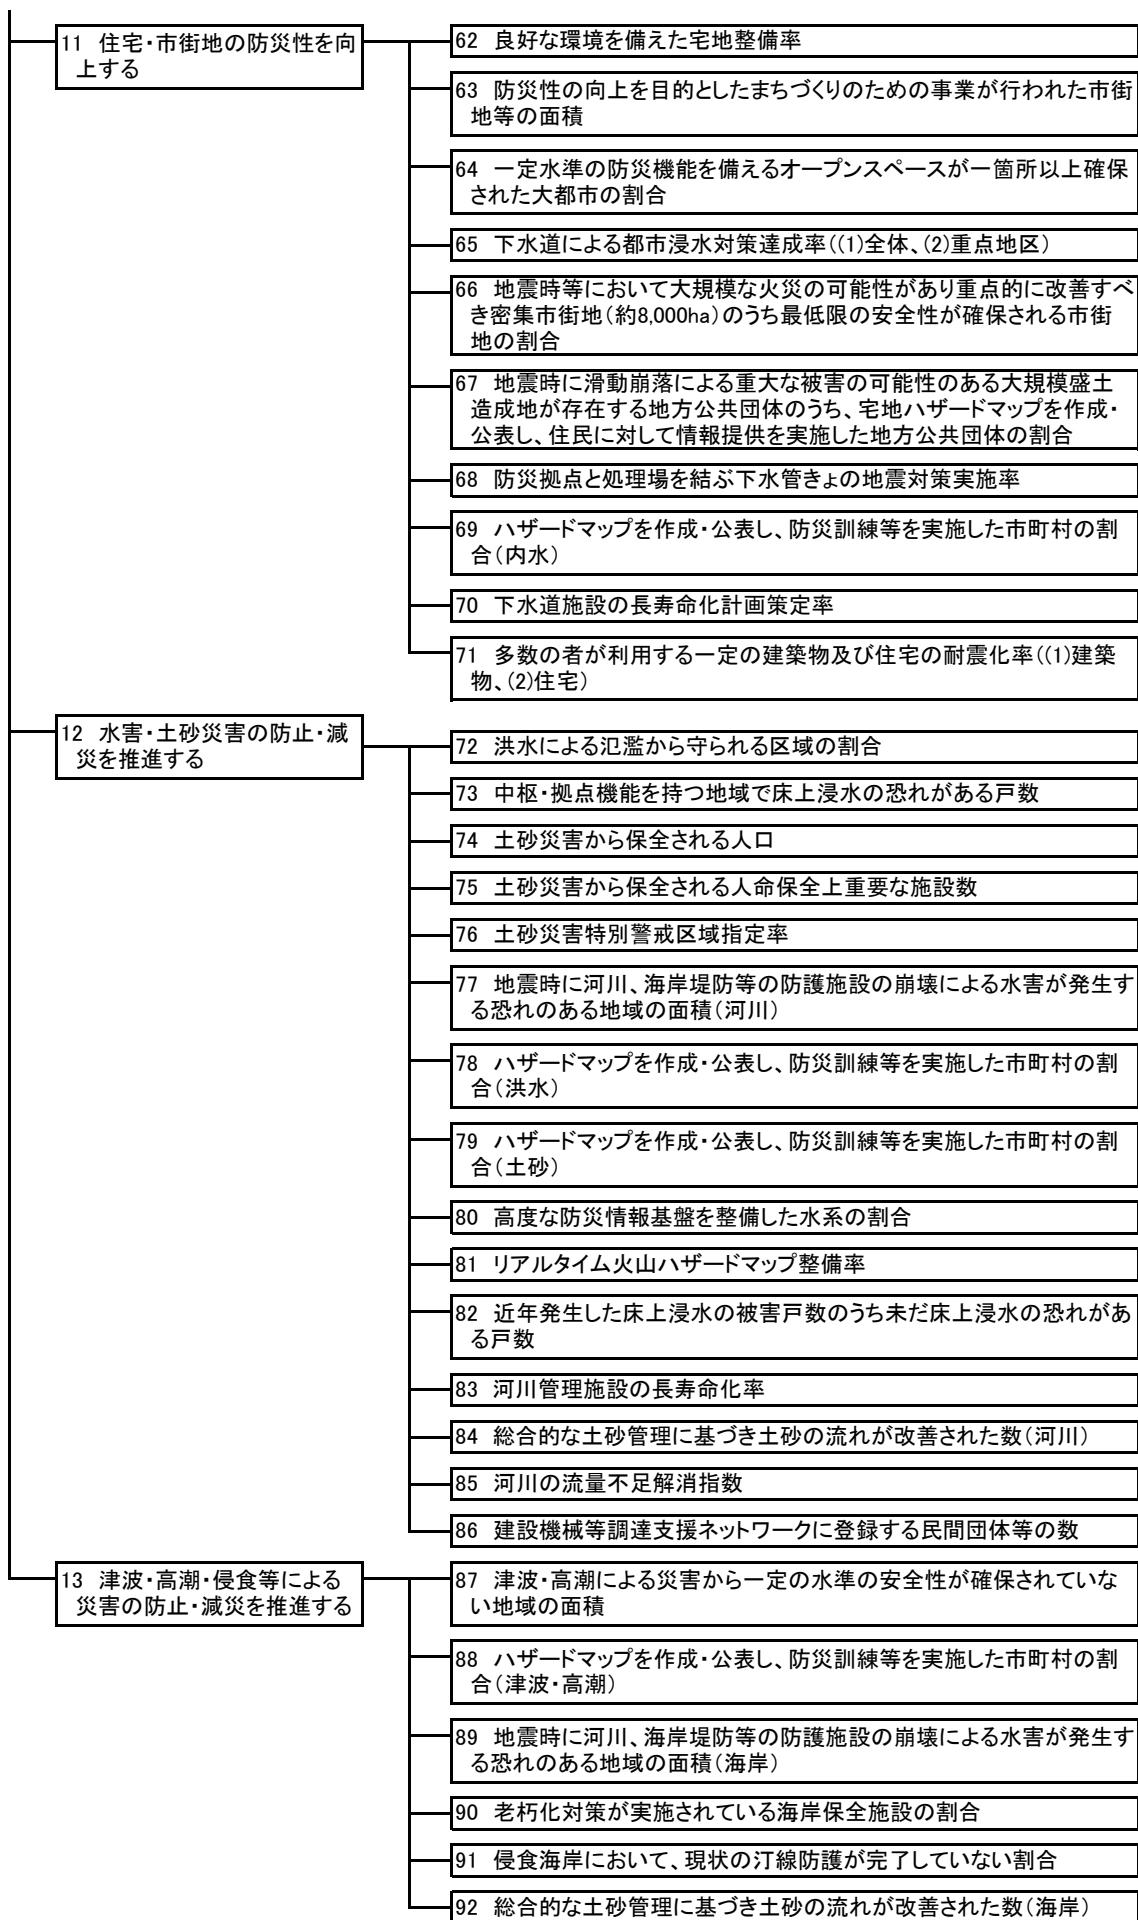 11 住宅・市街地の防災性を向
上する
62 良好な環境を備えた宅地整備率
63 防災性の向上を目的としたまちづくりのための事業が行われた市街
地等の面積
64 一定水準の防災機能を備えるオープンスペースが一箇所以上確保
された大都市の割合
65 下水道による都市浸水対策達成率((1)全体、(2)重点地区)
66 地震時等において大規模な火災の可能性があり重点的に改善すべ
き密集市街地(約8,000ha)のうち最低限の安全性が確保される市街
地の割合
67 地震時に滑動崩落による重大な被害の可能性のある大規模盛土
造成地が存在する地方公共団体のうち、宅地ハザードマップを作成・
公表し、住民に対して情報提供を実施した地方公共団体の割合
68 防災拠点と処理場を結ぶ下水管きょの地震対策実施率
69 ハザードマップを作成・公表し、防災訓練等を実施した市町村の割
合(内水)
70 下水道施設の長寿命化計画策定率
71 多数の者が利用する一定の建築物及び住宅の耐震化率((1)建築
物、(2)住宅)
12 水害・土砂災害の防止・減
災を推進する
72 洪水による氾濫から守られる区域の割合
73 中枢・拠点機能を持つ地域で床上浸水の恐れがある戸数
74 土砂災害から保全される人口
75 土砂災害から保全される人命保全上重要な施設数
76 土砂災害特別警戒区域指定率
77 地震時に河川、海岸堤防等の防護施設の崩壊による水害が発生す
る恐れのある地域の面積(河川)
78 ハザードマップを作成・公表し、防災訓練等を実施した市町村の割
合(洪水)
79 ハザードマップを作成・公表し、防災訓練等を実施した市町村の割
合(土砂)
80 高度な防災情報基盤を整備した水系の割合
81 リアルタイム火山ハザードマップ整備率
82 近年発生した床上浸水の被害戸数のうち未だ床上浸水の恐れがあ
る戸数
83 河川管理施設の長寿命化率
84 総合的な土砂管理に基づき土砂の流れが改善された数(河川)
85 河川の流量不足解消指数
86 建設機械等調達支援ネットワークに登録する民間団体等の数
13 津波・高潮・侵食等による
災害の防止・減災を推進する
87 津波・高潮による災害から一定の水準の安全性が確保されていな
い地域の面積
88 ハザードマップを作成・公表し、防災訓練等を実施した市町村の割
合(津波・高潮)
89 地震時に河川、海岸堤防等の防護施設の崩壊による水害が発生す
る恐れのある地域の面積(海岸)
90 老朽化対策が実施されている海岸保全施設の割合
91 侵食海岸において、現状の汀線防護が完了していない割合
92 総合的な土砂管理に基づき土砂の流れが改善された数(海岸)